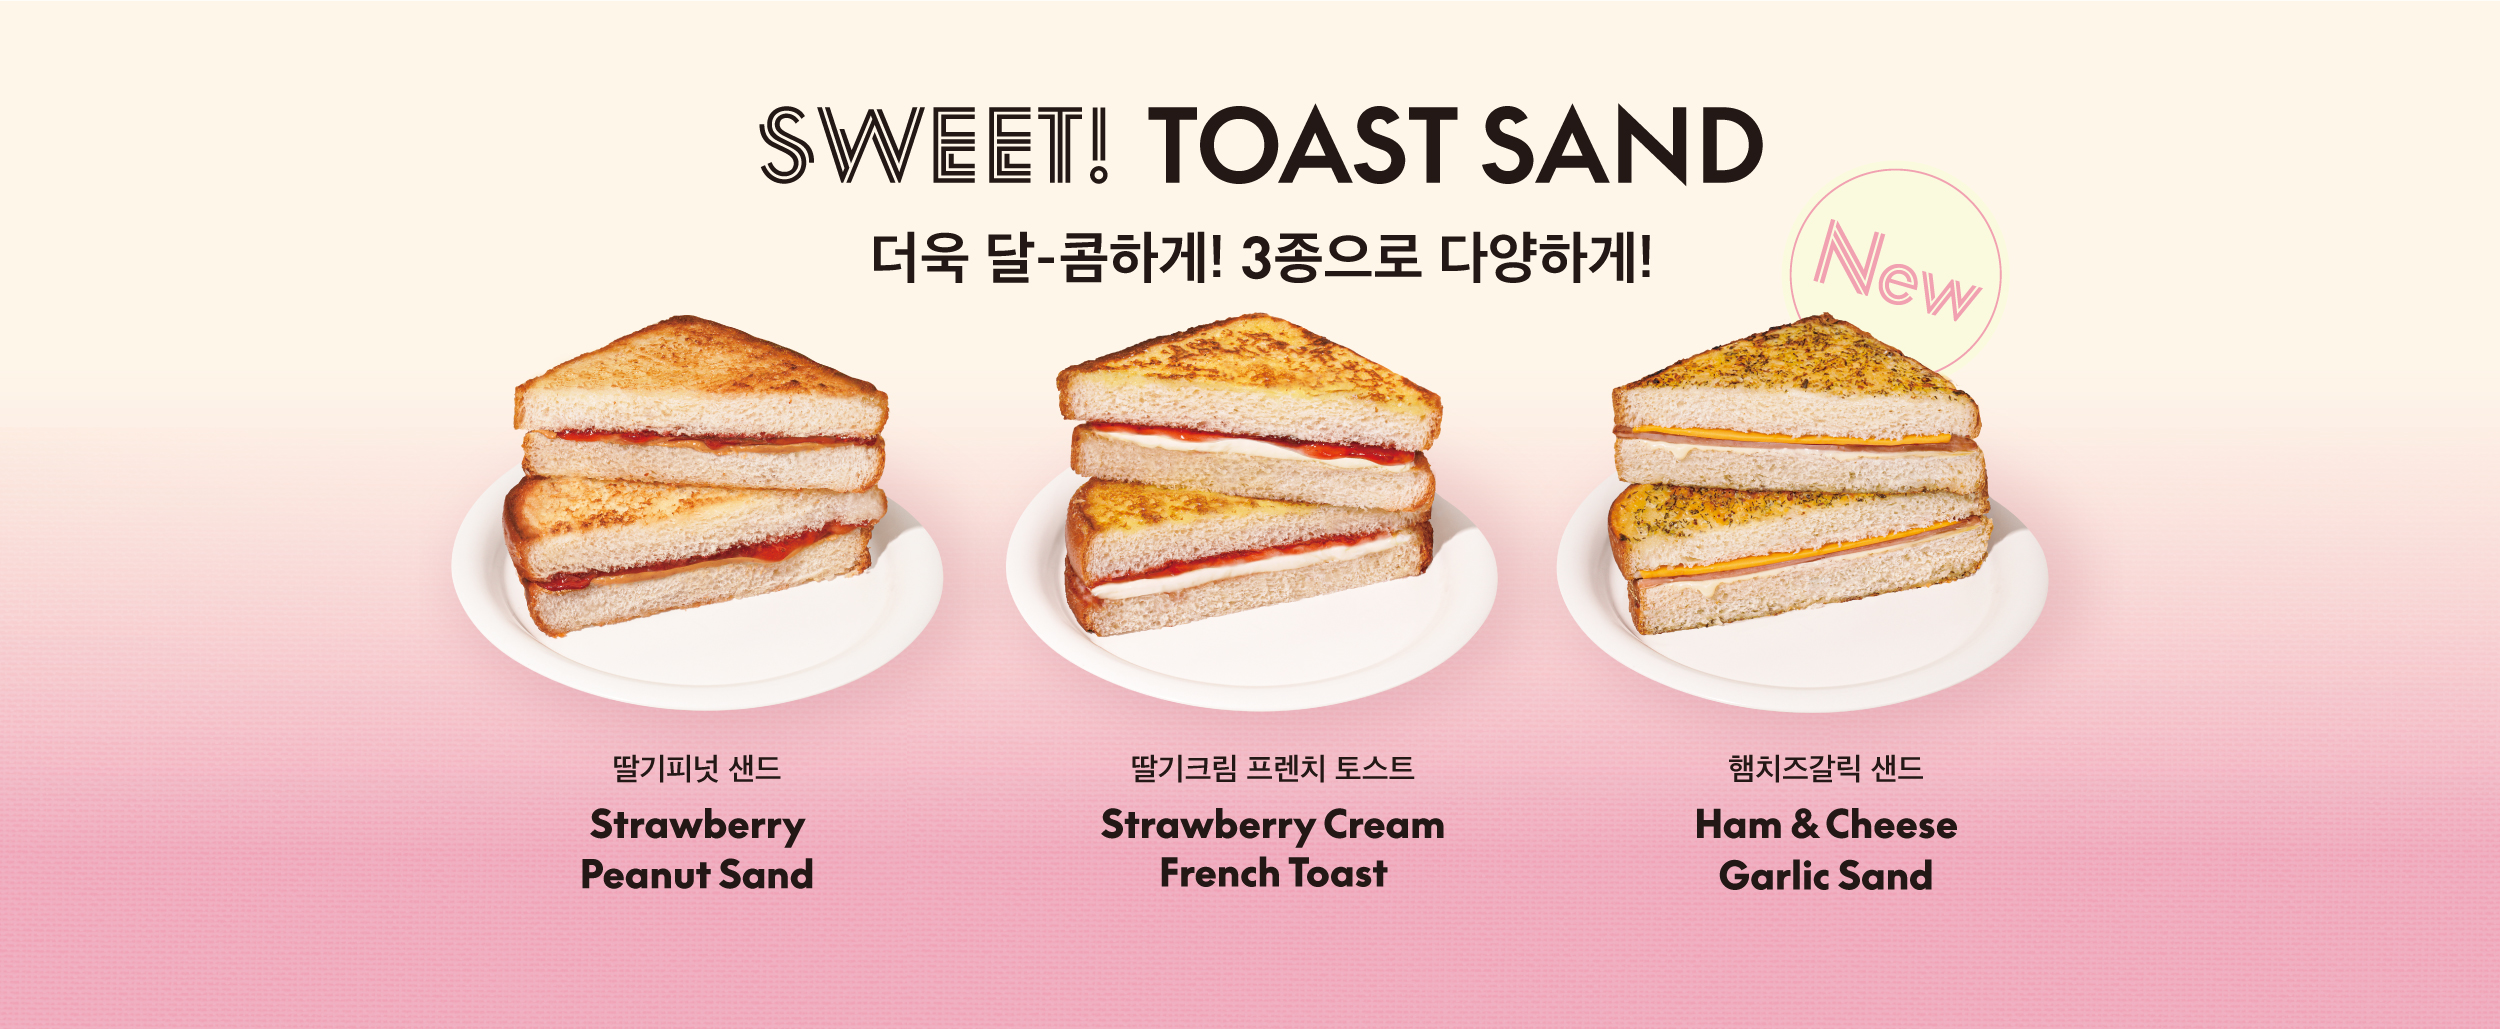 SWEET! TOAST SAND
더욱 달-콤하게! 3종으로 다양하게!
New
딸기피넛 샌드
Strawberry
Peanut Sand
딸기크림 프렌치 토스트
Strawberry Cream
French Toast
햄치즈갈릭 샌드
Ham & Cheese
Garlic Sand